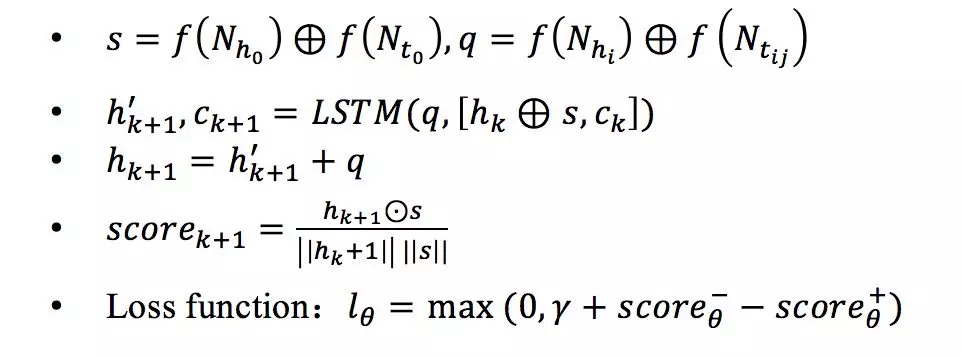 • s = f(N_{h_0}) ⊕ f(N_{t_0}), q = f(N_{h_i}) ⊕ f(N_{t_{ij}})
• h'_{k+1}, c_{k+1} = LSTM(q, [h_k ⊕ s, c_k])
• h_{k+1} = h'_{k+1} + q
• score_{k+1} = \frac{h_{k+1}⊙s}{||h_k+1|| ||s||}
• Loss function: l_θ = max (0, γ + score_θ^- − score_θ^+)